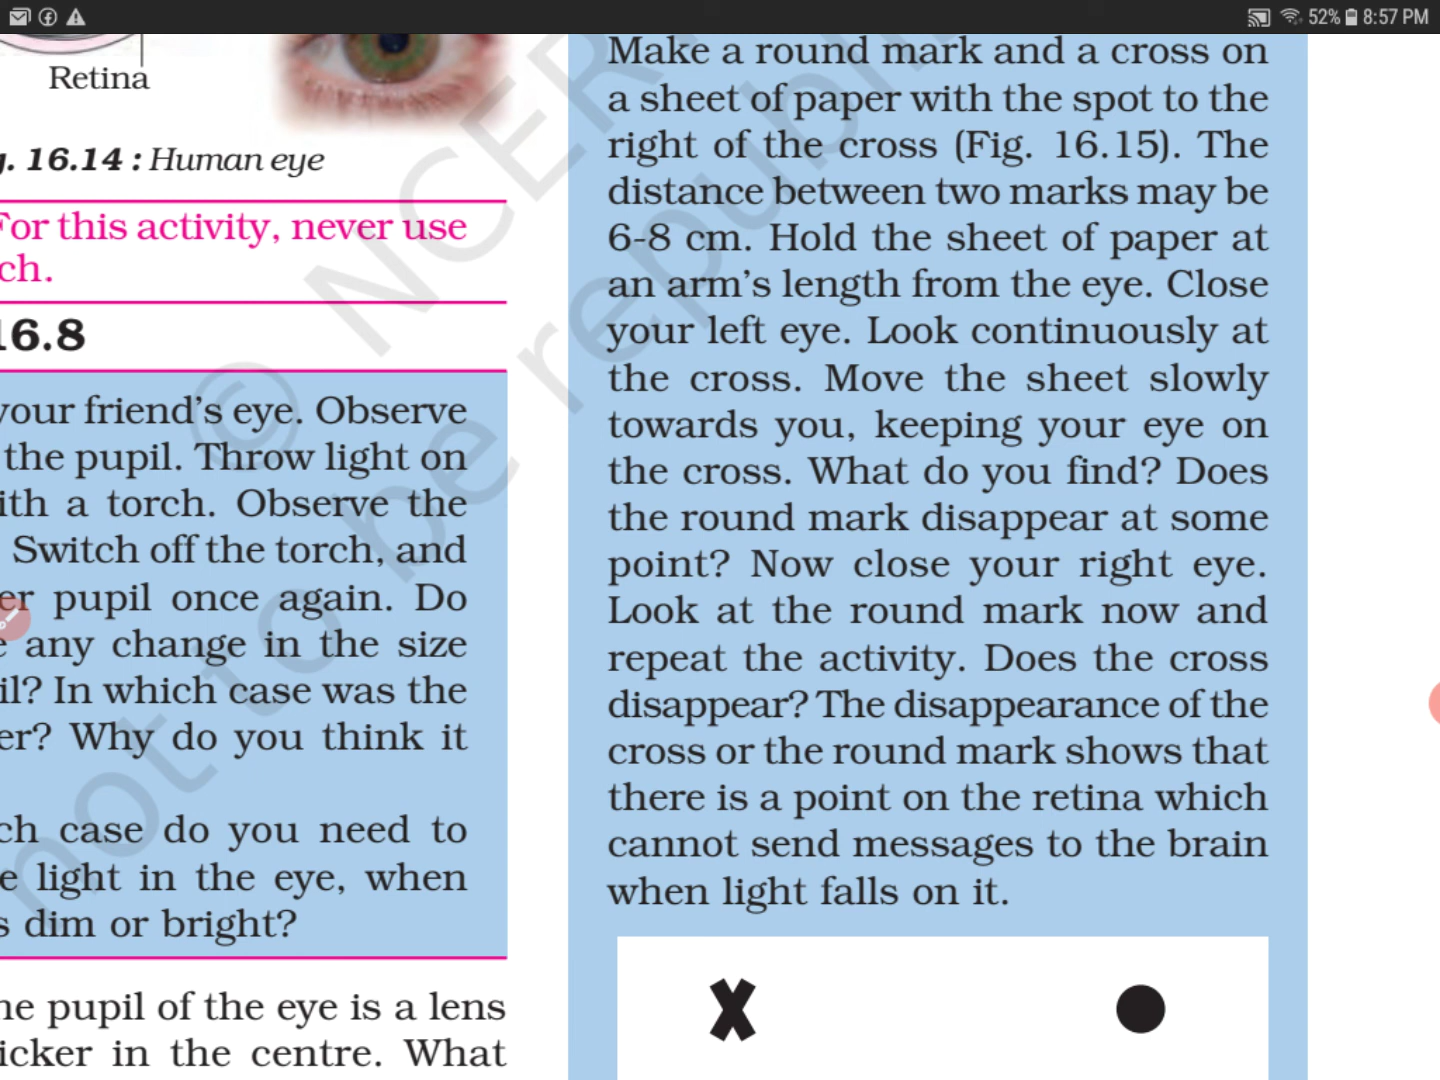 52% 8:57 PM
Retina
. 16.14 : Human eye
For this activity, never use
ch.
16.8
your friend's eye. Observe
the pupil. Throw light on
ith a torch. Observe the
Switch off the torch, and
er pupil once again. Do
e any change in the size
il? In which case was the
er? Why do you think it
ch case do you need to
e light in the eye, when
s dim or bright?
he pupil of the eye is a lens
icker in the centre. What
Make a round mark and a cross on
a sheet of paper with the spot to the
right of the cross (Fig. 16.15). The
distance between two marks may be
6-8 cm. Hold the sheet of paper at
an arm's length from the eye. Close
your left eye. Look continuously at
the cross. Move the sheet slowly
towards you, keeping your eye on
the cross. What do you find? Does
the round mark disappear at some
point? Now close your right eye.
Look at the round mark now and
repeat the activity. Does the cross
disappear? The disappearance of the
cross or the round mark shows that
there is a point on the retina which
cannot send messages to the brain
when light falls on it.
© NCER
not to be republi